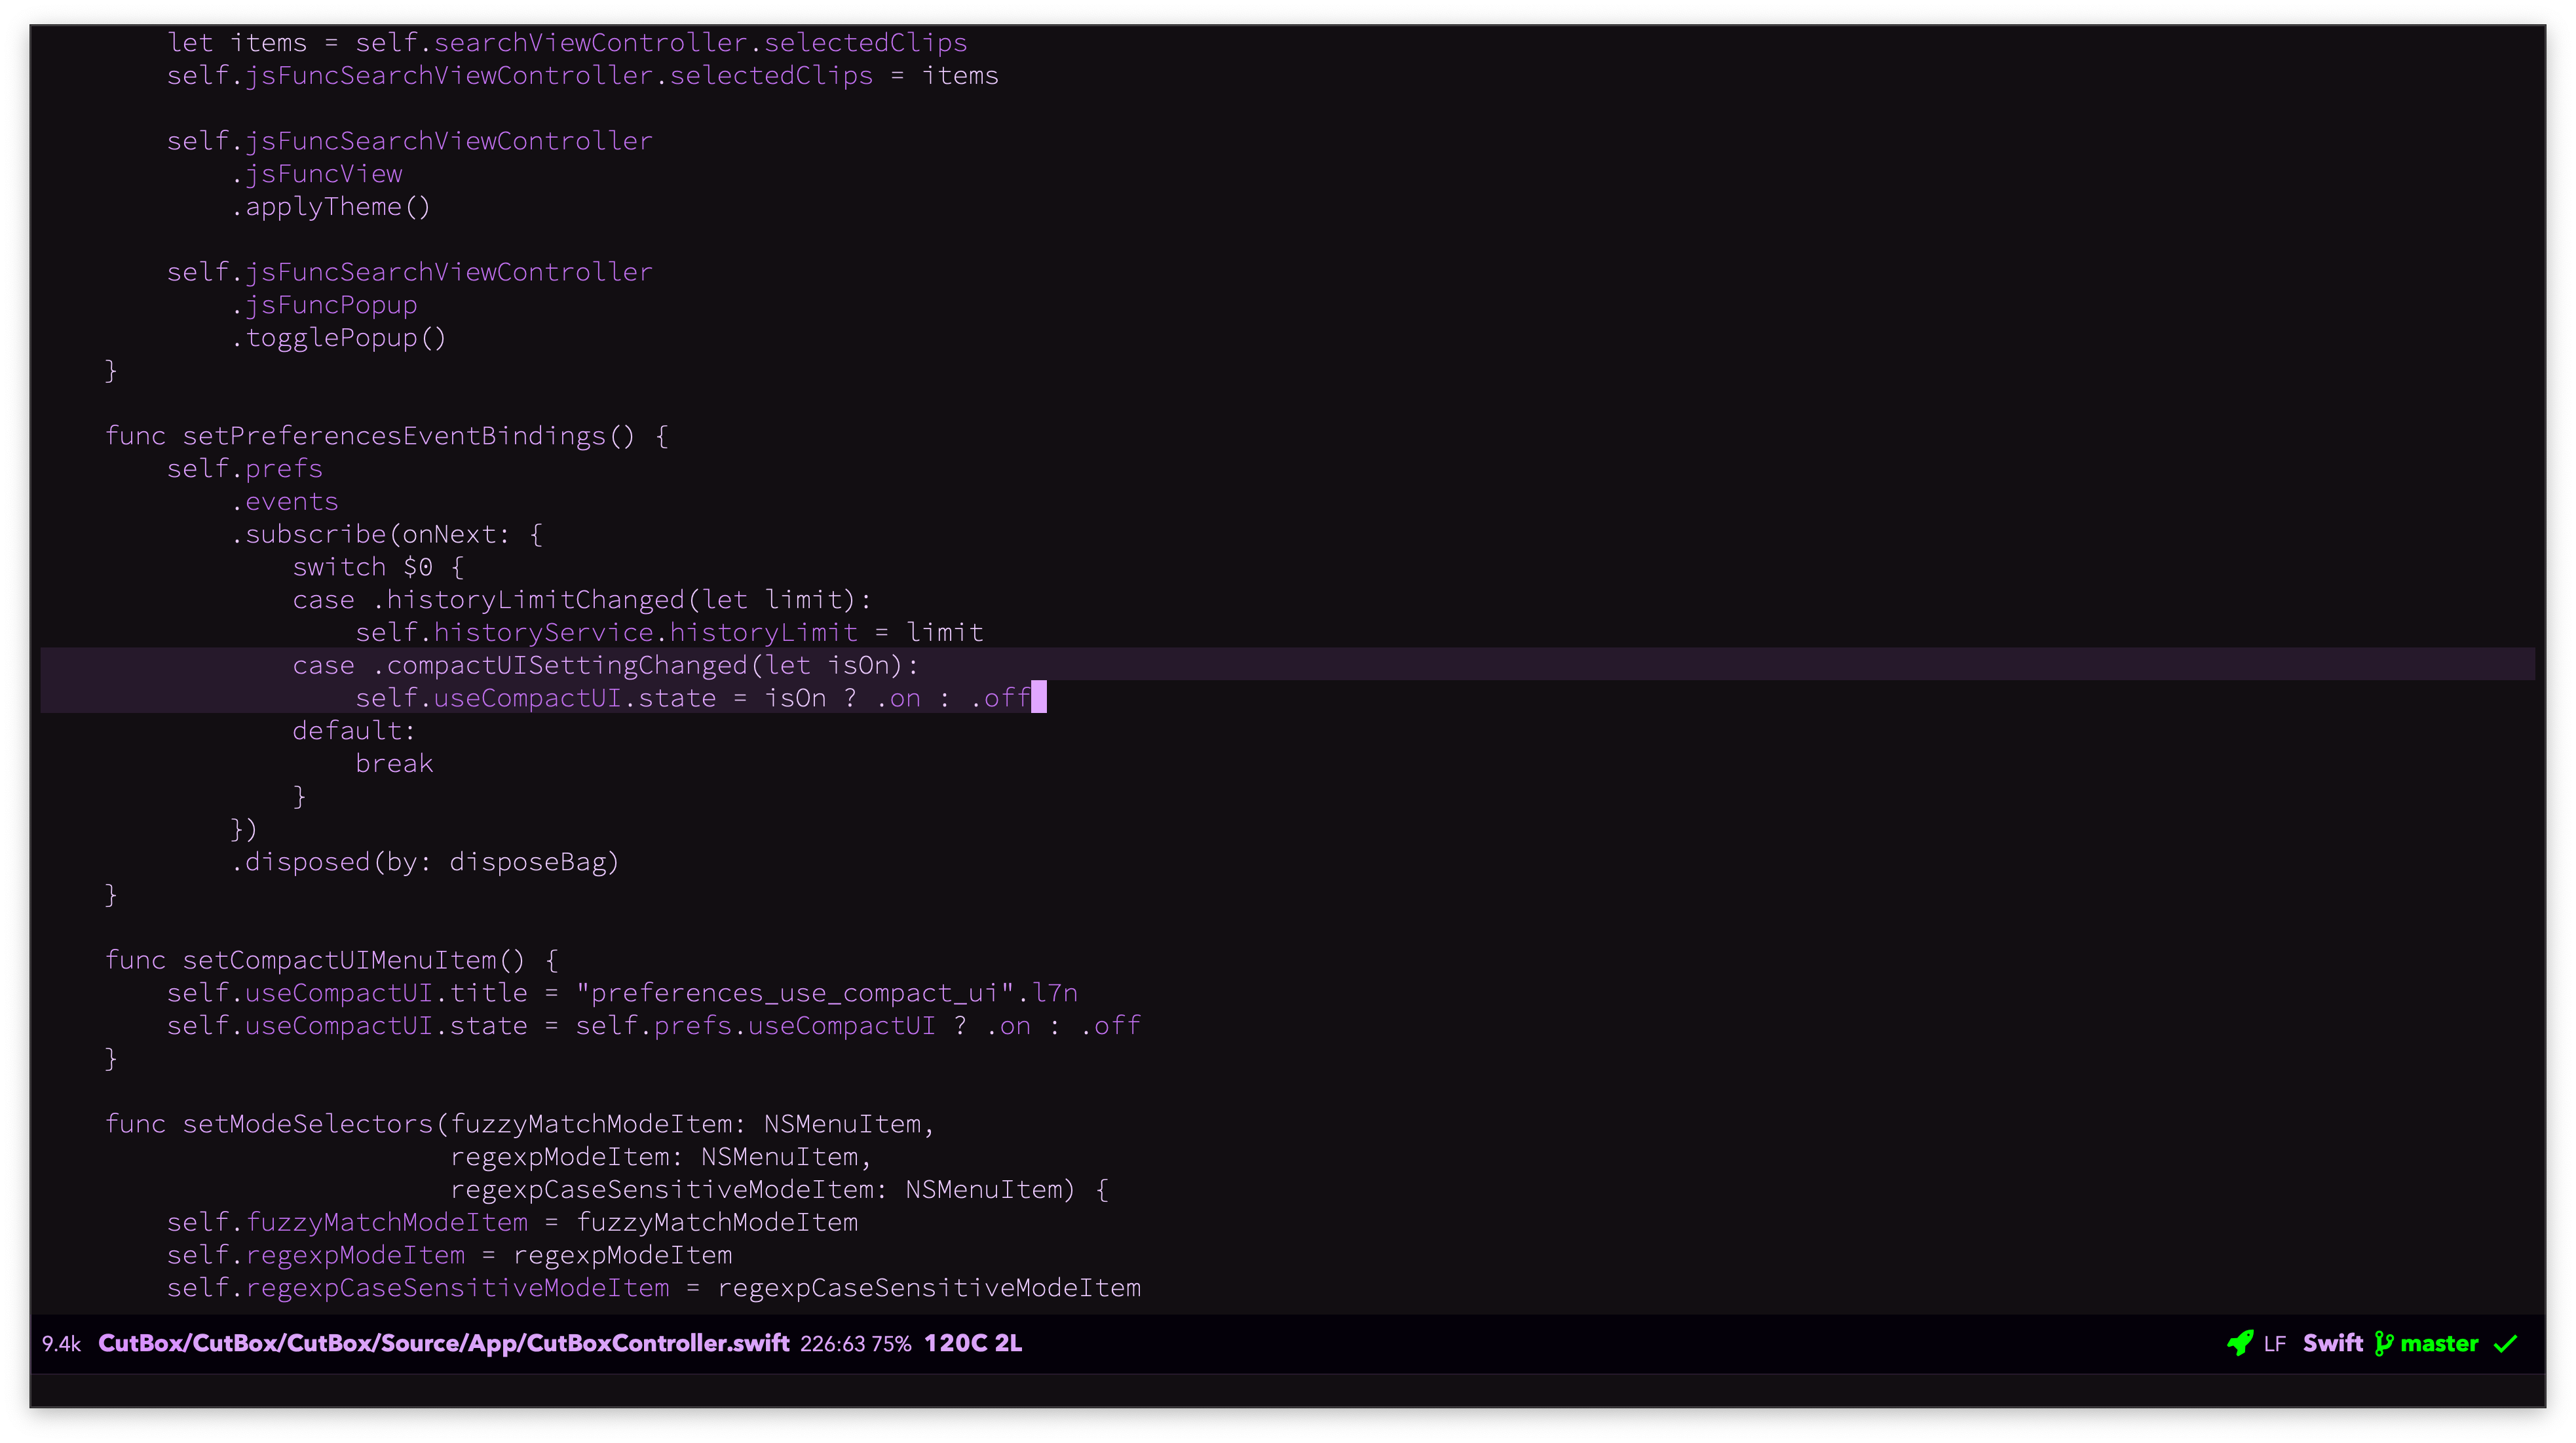 let items = self.searchViewController.selectedClips
        self.jsFuncSearchViewController.selectedClips = items

        self.jsFuncSearchViewController
            .jsFuncView
            .applyTheme()

        self.jsFuncSearchViewController
            .jsFuncPopup
            .togglePopup()
    }

    func setPreferencesEventBindings() {
        self.prefs
            .events
            .subscribe(onNext: {
                switch $0 {
                case .historyLimitChanged(let limit):
                    self.historyService.historyLimit = limit
                case .compactUISettingChanged(let isOn):
                    self.useCompactUI.state = isOn ? .on : .off
                default:
                    break
                }
            })
            .disposed(by: disposeBag)
    }

    func setCompactUIMenuItem() {
        self.useCompactUI.title = "preferences_use_compact_ui".l7n
        self.useCompactUI.state = self.prefs.useCompactUI ? .on : .off
    }

    func setModeSelectors(fuzzyMatchModeItem: NSMenuItem,
                          regexpModeItem: NSMenuItem,
                          regexpCaseSensitiveModeItem: NSMenuItem) {
        self.fuzzyMatchModeItem = fuzzyMatchModeItem
        self.regexpModeItem = regexpModeItem
        self.regexpCaseSensitiveModeItem = regexpCaseSensitiveModeItem
9.4k CutBox/CutBox/CutBox/Source/App/CutBoxController.swift 226:63 75% 120C 2L LF Swift master